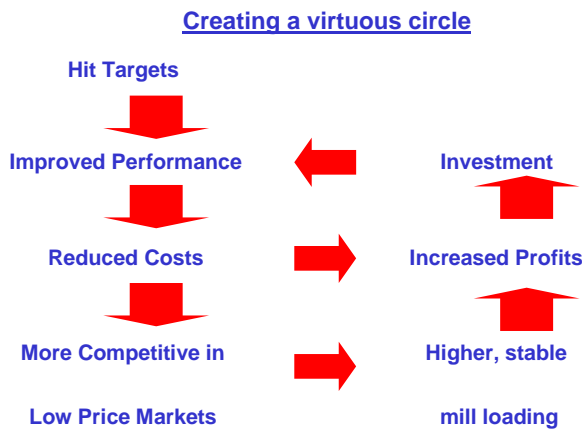 Creating a virtuous circle
Hit Targets
Improved Performance
Investment
Reduced Costs
Increased Profits
More Competitive in
Low Price Markets
Higher, stable
mill loading